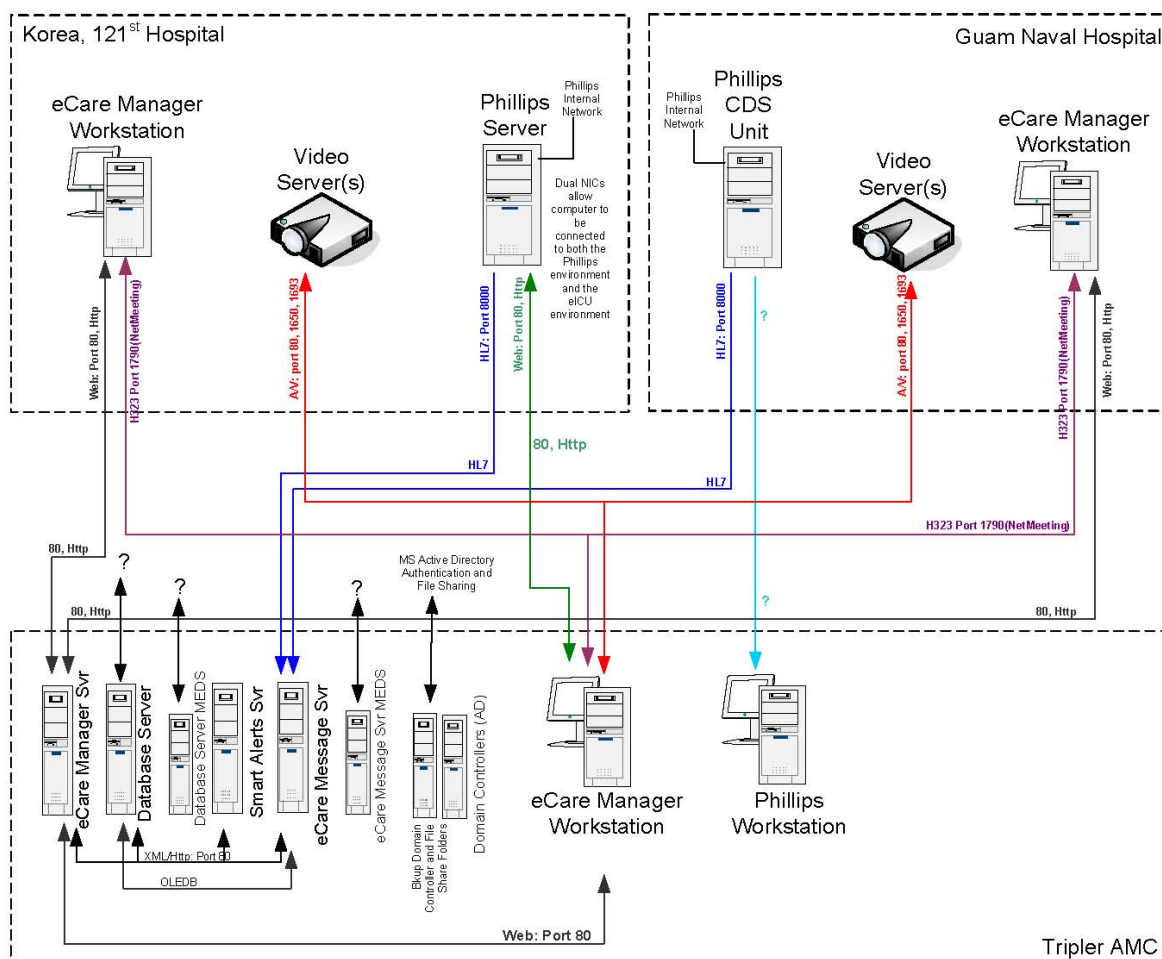 Korea, 121st Hospital
eCare Manager
Workstation
Video
Server(s)
Phillips
Server
Phillips
Internal
Network
Dual NICs
allow
computer to
be
connected
to both the
Phillips
environment
and the
eICU
environment
Web: Port 80, Http
H323 Port 1790(NetMeeting)
A/V: port 80, 1650, 1693
HL7: Port 8000
Web: Port 80, Http
Guam Naval Hospital
Phillips
Internal
Network
Phillips
CDS
Unit
Video
Server(s)
eCare Manager
Workstation
HL7: Port 8000
?
A/V: port 80, 1650, 1693
H323 Port 1790(NetMeeting)
Web: Port 80, Http
80, Http
HL7
HL7
H323 Port 1790(NetMeeting)
80, Http
?
?
?
MS Active Directory
Authentication and
File Sharing
?
80, Http
80, Http
eCare Manager Svr
Database Server
Database Server MEDS
Smart Alerts Svr
eCare Message Svr
eCare Message Svr MEDS
Bkup Domain
Controller and File
Share Folders
Domain Controllers (AD)
eCare Manager
Workstation
Phillips
Workstation
XML/Http: Port 80
OLEDB
Web: Port 80
Tripler AMC